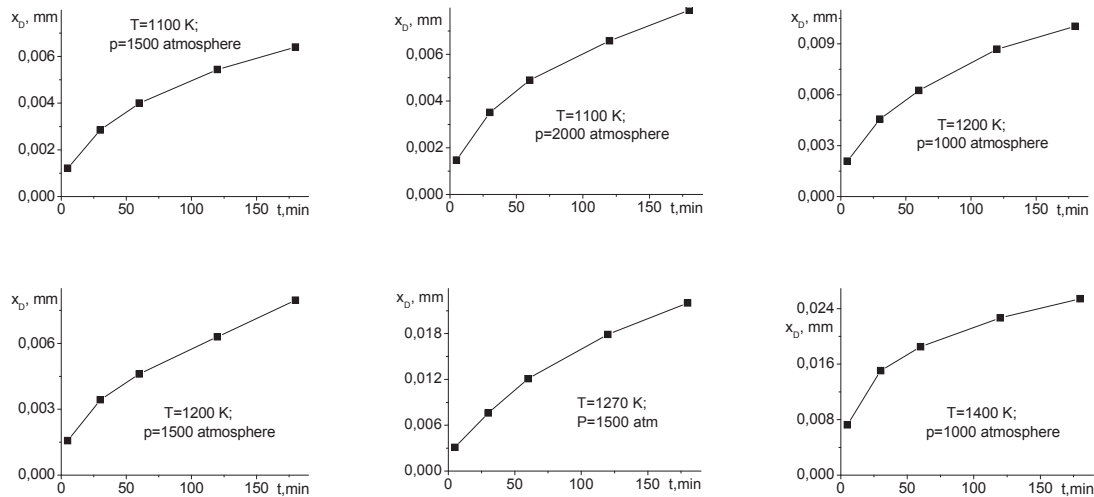 x_D, mm
T=1100 K;
p=1500 atmosphere
0,006
0,004
0,002
0,000
0 50 100 150 t,min
x_D, mm
0,006
0,004
0,002
0,000
T=1100 K;
p=2000 atmosphere
0 50 100 150 t,min
x_D, mm
0,009
0,006
0,003
0,000
T=1200 K;
p=1000 atmosphere
0 50 100 150 t,min
x_D, mm
0,006
0,003
0,000
T=1200 K;
p=1500 atmosphere
0 50 100 150 t,min
x_D, mm
0,018
0,012
0,006
0,000
T=1270 K;
P=1500 atm
0 50 100 150 t,min
0,024
x_D, mm
0,016
0,008
0,000
T=1400 K;
p=1000 atmosphere
0 50 100 150 t,min